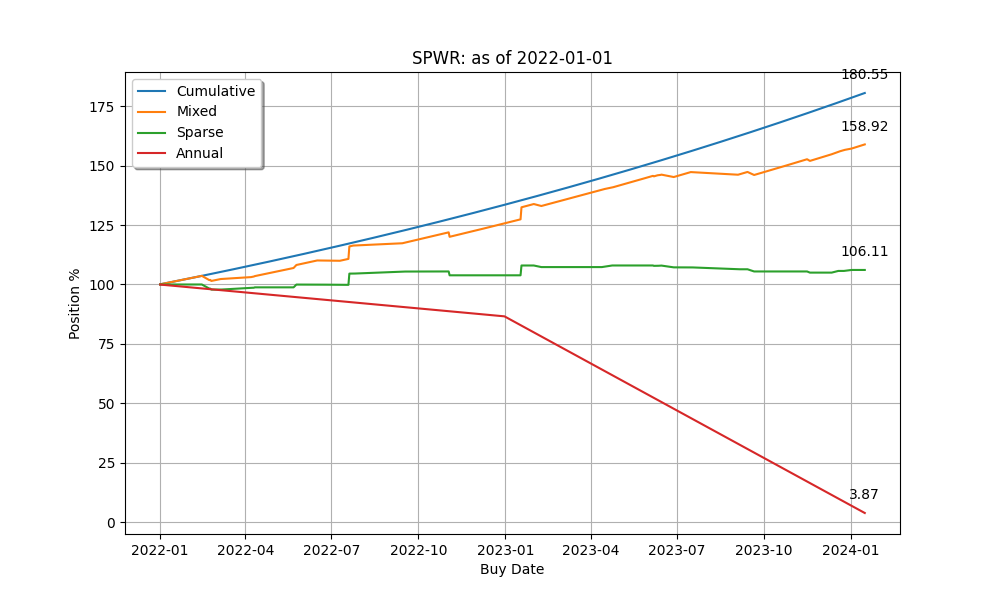 SPWR: as of 2022-01-01
Cumulative
Mixed
Sparse
Annual
180.55
158.92
106.11
3.87
Position %
175
150
125
100
75
50
25
0
2022-01 2022-04 2022-07 2022-10 2023-01 2023-04 2023-07 2023-10 2024-01
Buy Date